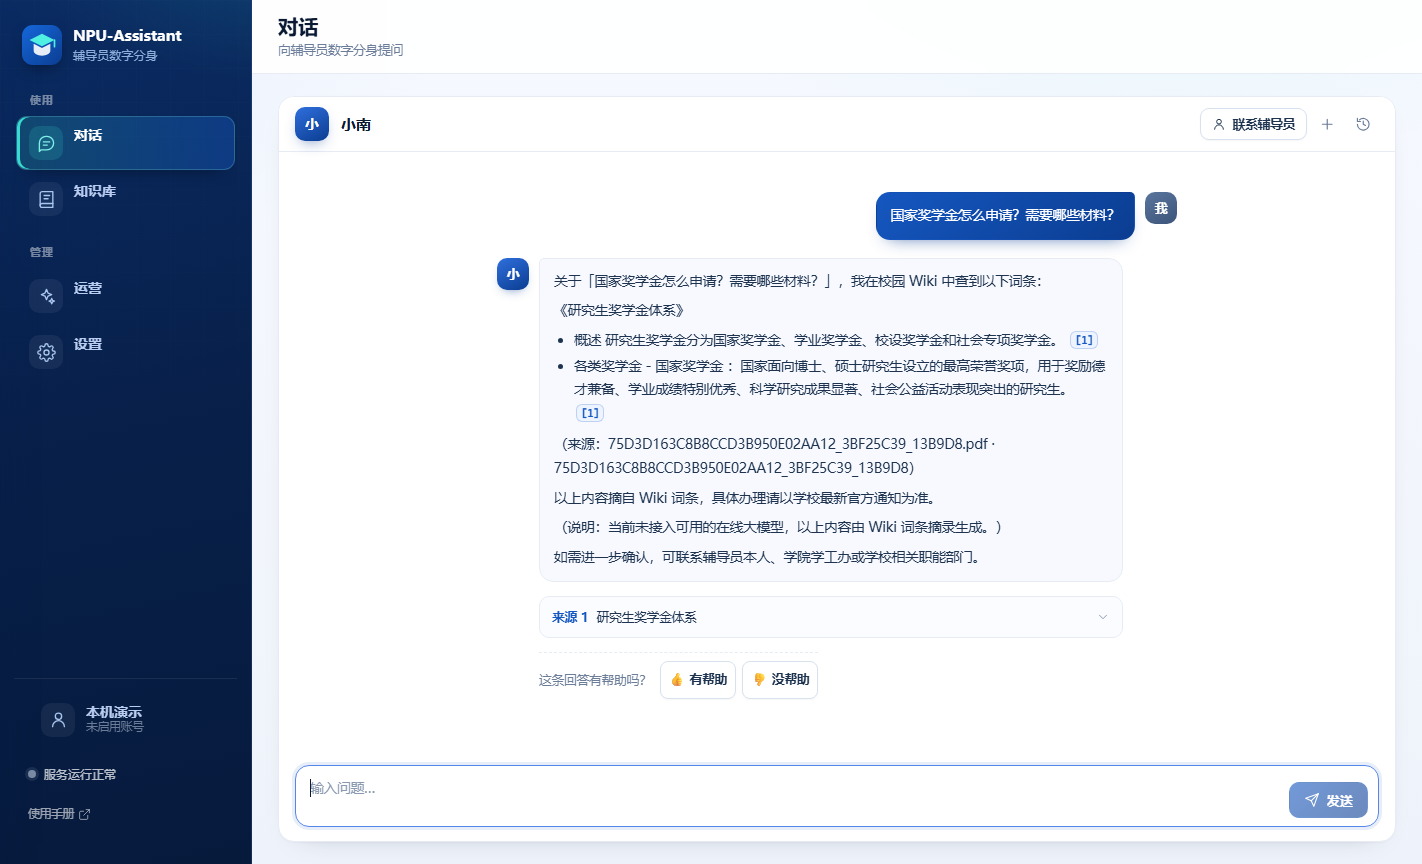 NPU-Assistant
辅导员数字分身
使用
对话
知识库
管理
运营
设置
本机演示
未启用账号
服务运行正常
使用手册
对话
向辅导员数字分身提问
小
小南
联系辅导员
国家奖学金怎么申请？需要哪些材料？
我
小
关于「国家奖学金怎么申请？需要哪些材料？」，我在校园 Wiki 中查到以下词条：
《研究生奖学金体系》
• 概述 研究生奖学金分为国家奖学金、学业奖学金、校设奖学金和社会专项奖学金。 [1]
• 各类奖学金 - 国家奖学金 ：国家面向博士、硕士研究生设立的最高荣誉奖项，用于奖励德
才兼备、学业成绩特别优秀、科学研究成果显著、社会公益活动表现突出的研究生。
[1]
（来源：75D3D163C8B8CCD3B950E02AA12_3BF25C39_13B9D8.pdf ·
75D3D163C8B8CCD3B950E02AA12_3BF25C39_13B9D8）
以上内容摘自 Wiki 词条，具体办理请以学校最新官方通知为准。
（说明：当前未接入可用的在线大模型，以上内容由 Wiki 词条摘录生成。）
如需进一步确认，可联系辅导员本人、学院学工办或学校相关职能部门。
来源 1 研究生奖学金体系
这条回答有帮助吗？
👍 有帮助
👎 没帮助
输入问题...
发送